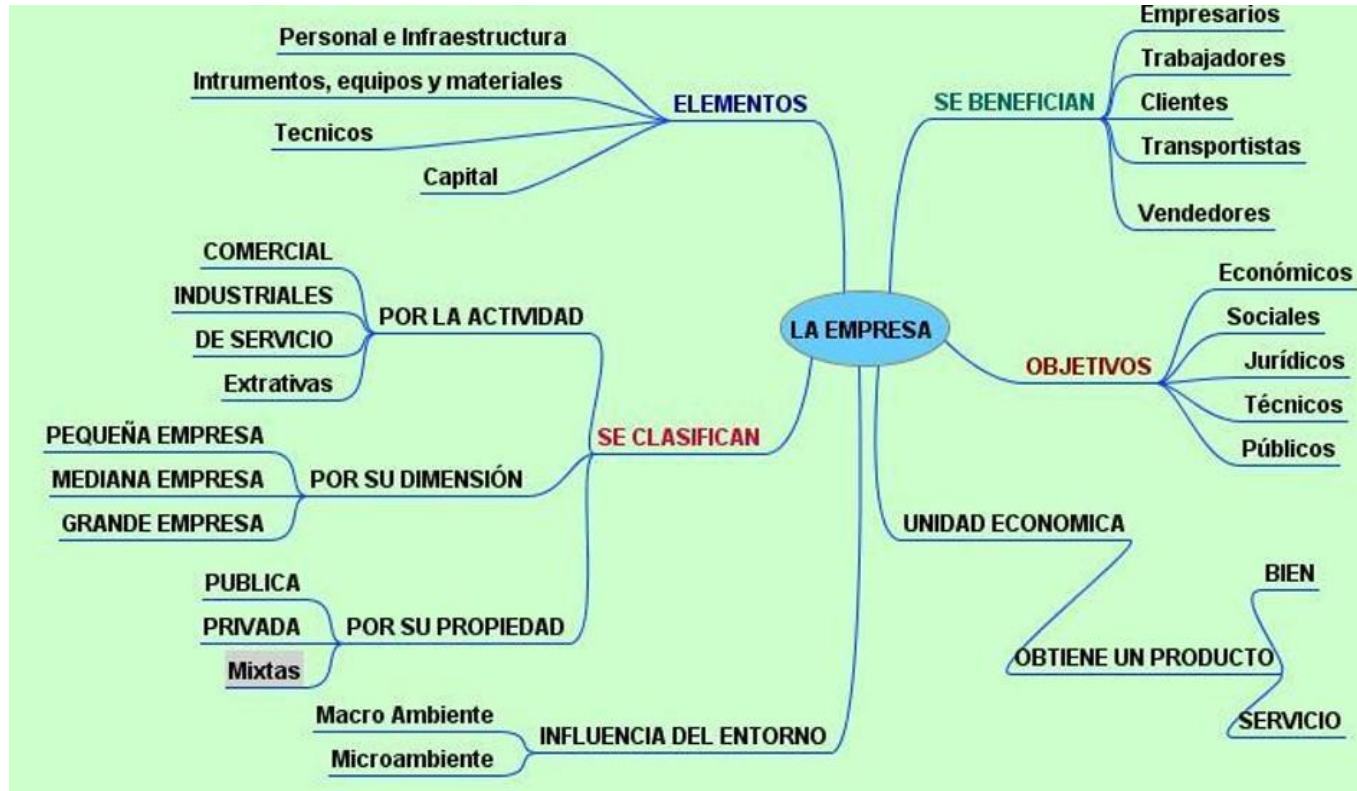 LA EMPRESA
ELEMENTOS
Personal e Infraestructura
Intrumentos, equipos y materiales
Tecnicos
Capital
SE BENEFICIAN
Empresarios
Trabajadores
Clientes
Transportistas
Vendedores
OBJETIVOS
Económicos
Sociales
Jurídicos
Técnicos
Públicos
SE CLASIFICAN
POR LA ACTIVIDAD
COMERCIAL
INDUSTRIALES
DE SERVICIO
Extrativas
POR SU DIMENSIÓN
PEQUEÑA EMPRESA
MEDIANA EMPRESA
GRANDE EMPRESA
POR SU PROPIEDAD
PUBLICA
PRIVADA
Mixtas
UNIDAD ECONOMICA
OBTIENE UN PRODUCTO
BIEN
SERVICIO
INFLUENCIA DEL ENTORNO
Macro Ambiente
Microambiente